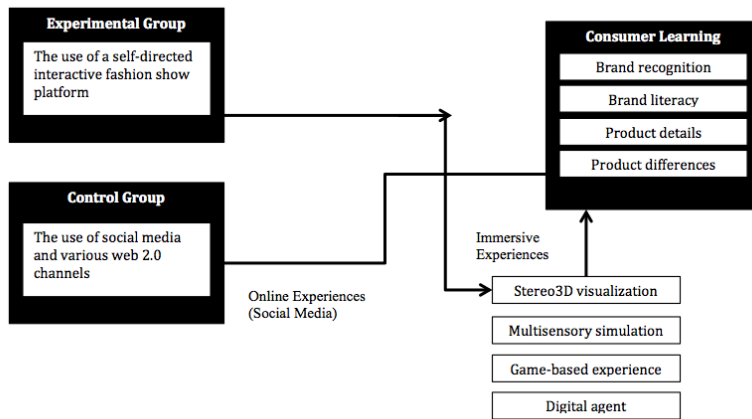 Experimental Group
The use of a self-directed
interactive fashion show
platform
Control Group
The use of social media
and various web 2.0
channels
Online Experiences
(Social Media)
Consumer Learning
Brand recognition
Brand literacy
Product details
Product differences
Immersive
Experiences
Stereo3D visualization
Multisensory simulation
Game-based experience
Digital agent